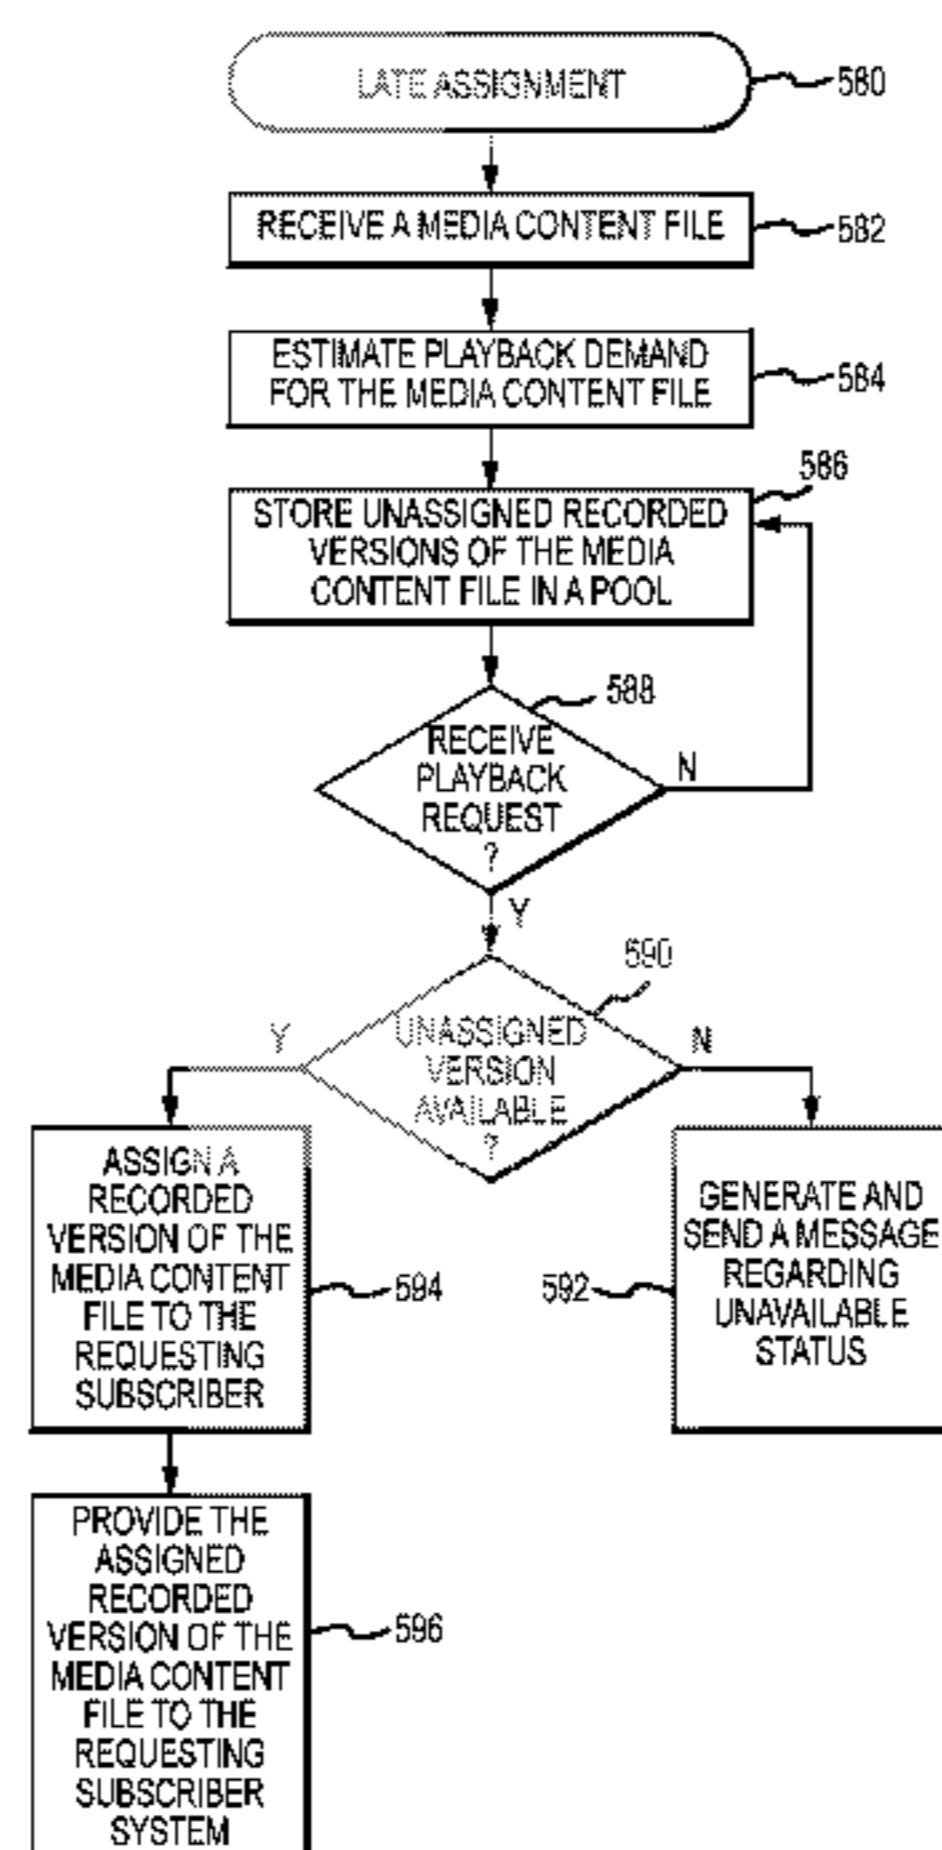 LATE ASSIGNMENT
580
RECEIVE A MEDIA CONTENT FILE
582
ESTIMATE PLAYBACK DEMAND
FOR THE MEDIA CONTENT FILE
584
586
STORE UNASSIGNED RECORDED
VERSIONS OF THE MEDIA
CONTENT FILE IN A POOL
588
RECEIVE
PLAYBACK
REQUEST
?
N
Y
590
UNASSIGNED
VERSION
AVAILABLE
?
Y
N
ASSIGN A
RECORDED
VERSION OF THE
MEDIA CONTENT
FILE TO THE
REQUESTING
SUBSCRIBER
594
592
GENERATE AND
SEND A MESSAGE
REGARDING
UNAVAILABLE
STATUS
PROVIDE THE
ASSIGNED
RECORDED
VERSION OF THE
MEDIA CONTENT
FILE TO THE
REQUESTING
SUBSCRIBER
SYSTEM
596